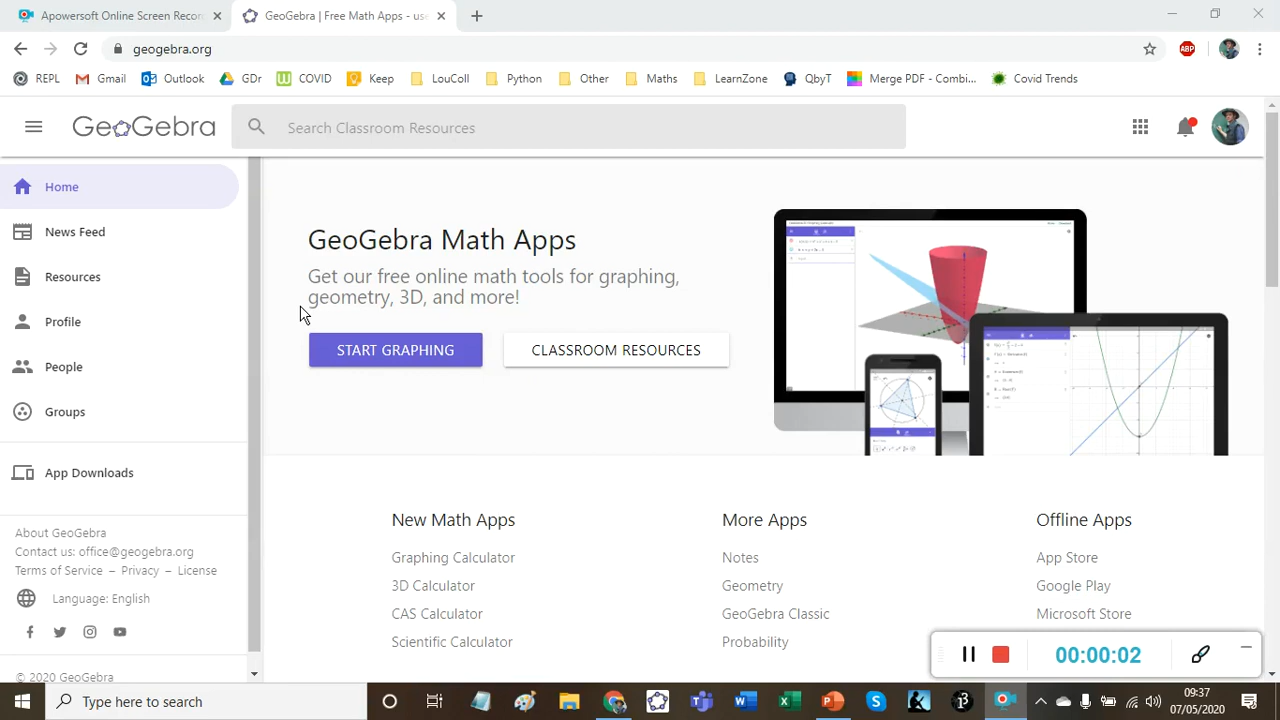 Apowersoft Online Screen Recor
GeoGebra | Free Math Apps - use
geogebra.org
ABP
REPL
Gmail
Outlook
GDr
COVID
Keep
LouColl
Python
Other
Maths
LearnZone
QbyT
Merge PDF - Combi...
Covid Trends
GeoGebra
Search Classroom Resources
Home
News Feed
Resources
Profile
People
Groups
App Downloads
About GeoGebra
Contact us: office@geogebra.org
Terms of Service – Privacy – License
Language: English
© 2020 GeoGebra
GeoGebra Math Apps
Get our free online math tools for graphing,
geometry, 3D, and more!
START GRAPHING
CLASSROOM RESOURCES
New Math Apps
Graphing Calculator
3D Calculator
CAS Calculator
Scientific Calculator
More Apps
Notes
Geometry
GeoGebra Classic
Probability
Offline Apps
App Store
Google Play
Microsoft Store
00:00:02
Type here to search
09:37
07/05/2020